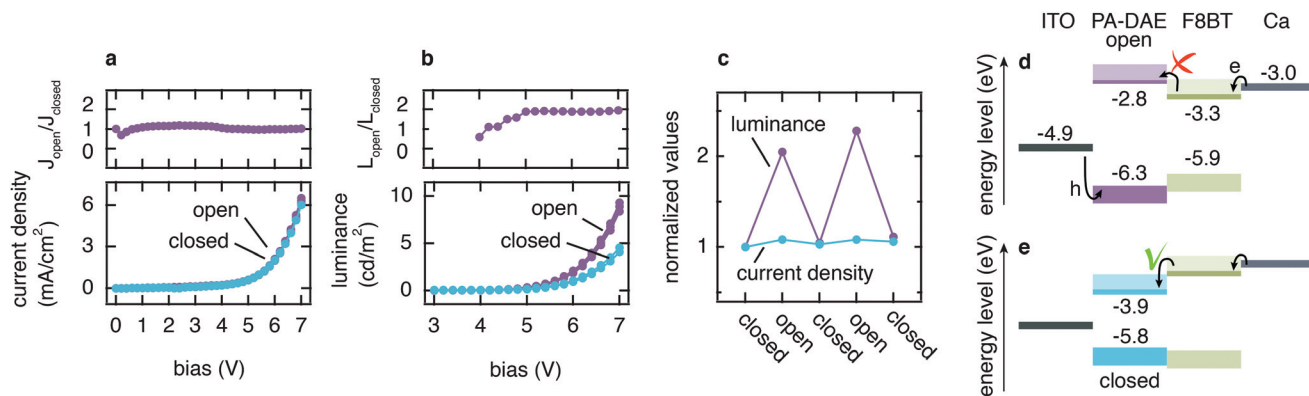 a
J_open/J_closed
2
1
0
current density
(mA/cm²)
6
3
0
open
closed
0 1 2 3 4 5 6 7
bias (V)
b
L_open/L_closed
2
1
0
luminance
(cd/m²)
10
5
0
open
closed
3 4 5 6 7
bias (V)
c
normalized values
2
1
luminance
current density
closed
open
closed
open
closed
ITO PA-DAE F8BT Ca
open
d
energy level (eV)
e
-3.0
-2.8
-3.3
-4.9
-5.9
-6.3
h
e
energy level (eV)
-3.9
-5.8
closed